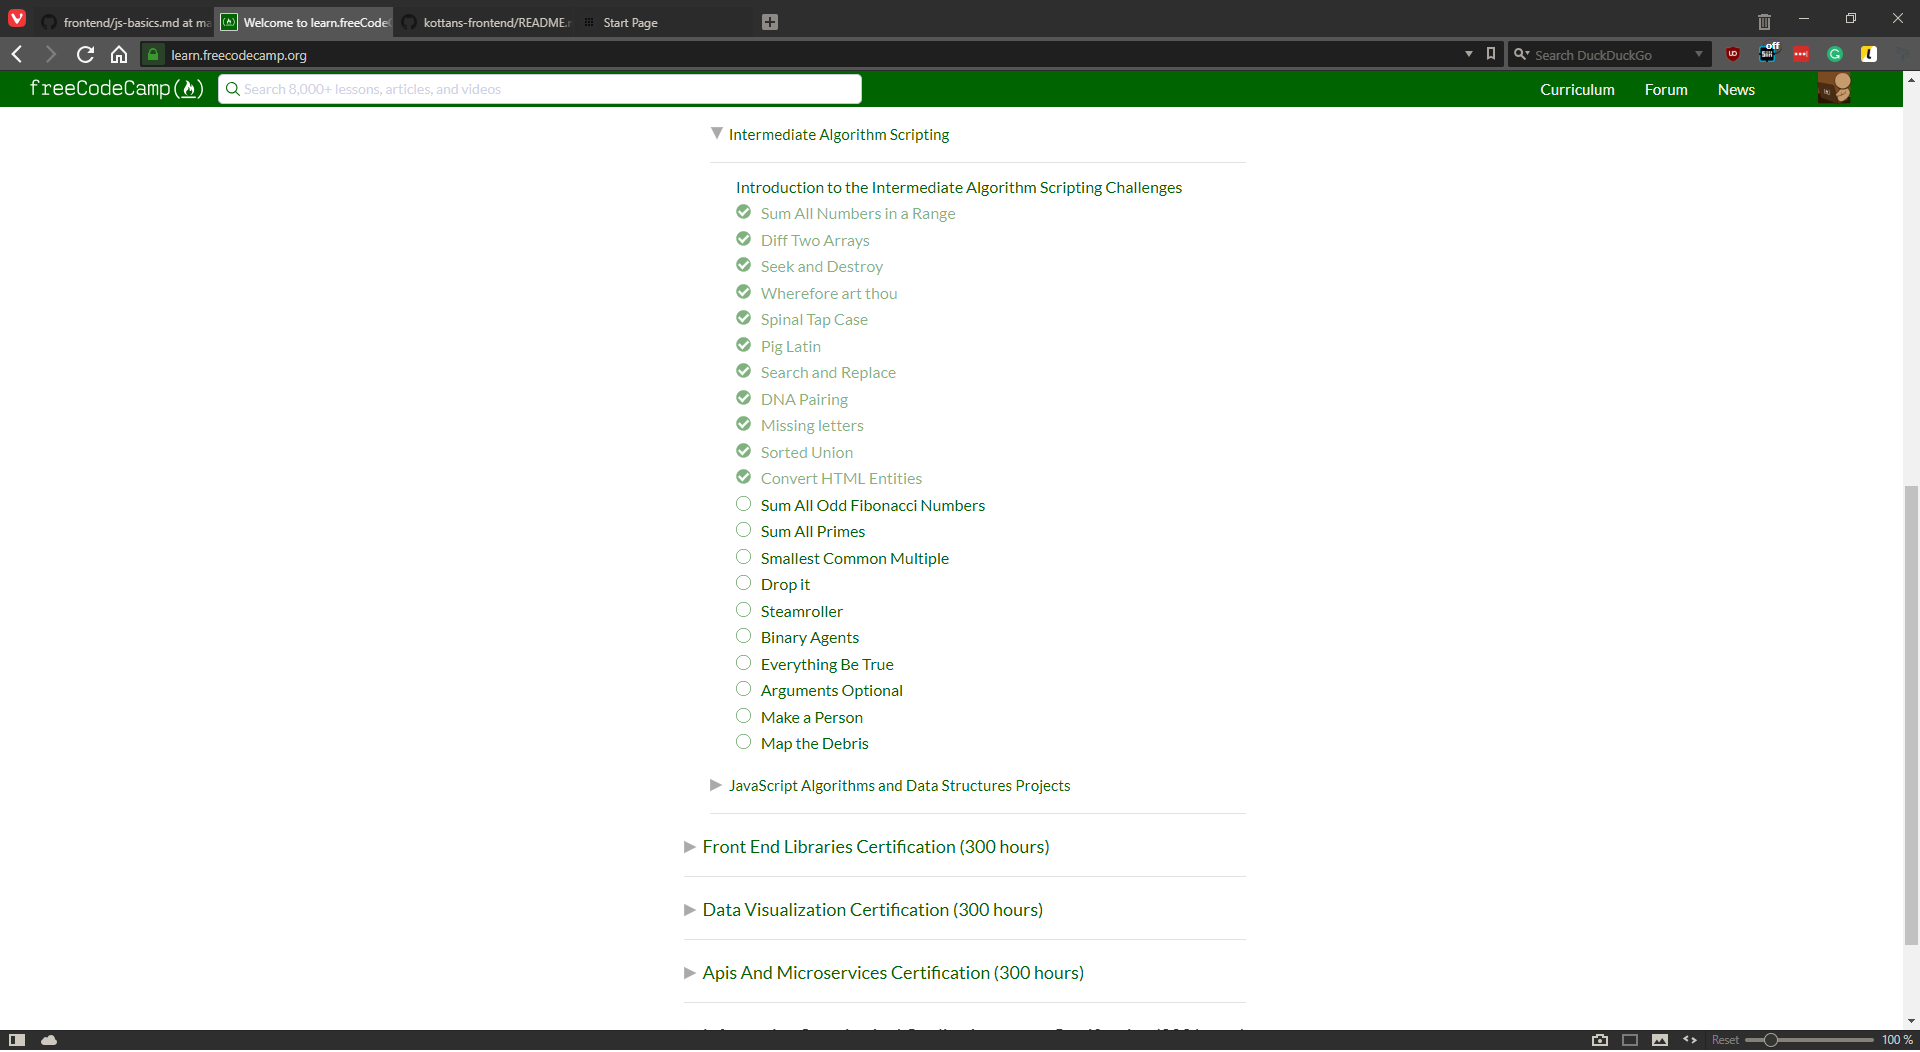 frontend/js-basics.md at ma
Welcome to learn.freeCode
kottans-frontend/README.
Start Page
learn.freecodecamp.org
Search DuckDuckGo
off
freeCodeCamp
Search 8,000+ lessons, articles, and videos
Curriculum
Forum
News
Intermediate Algorithm Scripting
Introduction to the Intermediate Algorithm Scripting Challenges
Sum All Numbers in a Range
Diff Two Arrays
Seek and Destroy
Wherefore art thou
Spinal Tap Case
Pig Latin
Search and Replace
DNA Pairing
Missing letters
Sorted Union
Convert HTML Entities
Sum All Odd Fibonacci Numbers
Sum All Primes
Smallest Common Multiple
Drop it
Steamroller
Binary Agents
Everything Be True
Arguments Optional
Make a Person
Map the Debris
JavaScript Algorithms and Data Structures Projects
Front End Libraries Certification (300 hours)
Data Visualization Certification (300 hours)
Apis And Microservices Certification (300 hours)
Reset
100 %